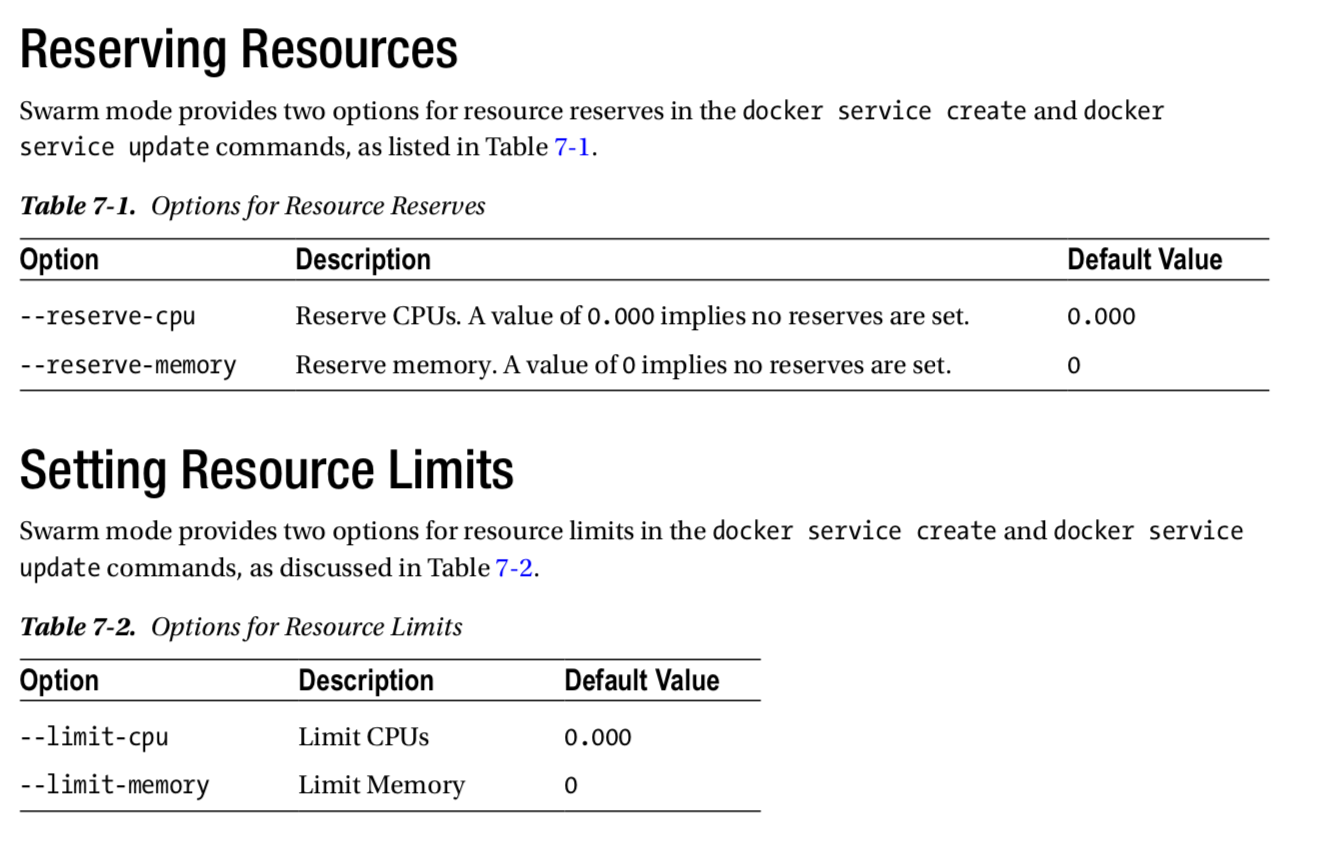 Reserving Resources
Swarm mode provides two options for resource reserves in the docker service create and docker
service update commands, as listed in Table 7-1.
Table 7-1. Options for Resource Reserves
Option Description Default Value
--reserve-cpu Reserve CPUs. A value of 0.000 implies no reserves are set. 0.000
--reserve-memory Reserve memory. A value of 0 implies no reserves are set. 0
Setting Resource Limits
Swarm mode provides two options for resource limits in the docker service create and docker service
update commands, as discussed in Table 7-2.
Table 7-2. Options for Resource Limits
Option Description Default Value
--limit-cpu Limit CPUs 0.000
--limit-memory Limit Memory 0